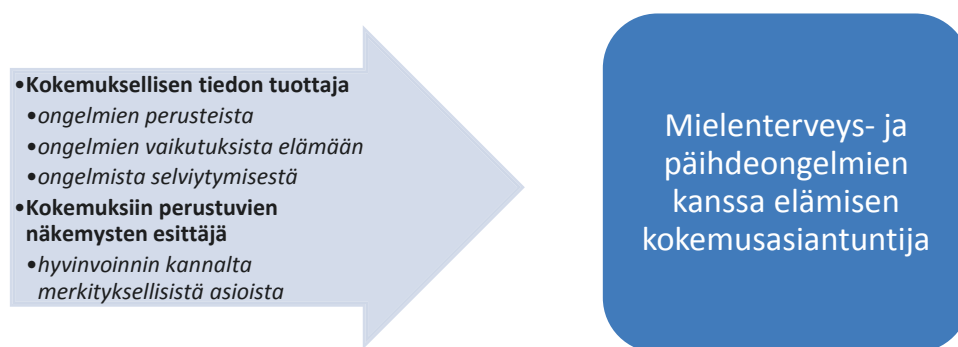 •Kokemuksellisen tiedon tuottaja
•ongelmien perusteista
•ongelmien vaikutuksista elämään
•ongelmista selviytymisestä
•Kokemuksiin perustuvien
näkemysten esittäjä
•hyvinvoinnin kannalta
merkityksellisistä asioista
Mielenterveys- ja
päihdeongelmien
kanssa elämisen
kokemusasiantuntija